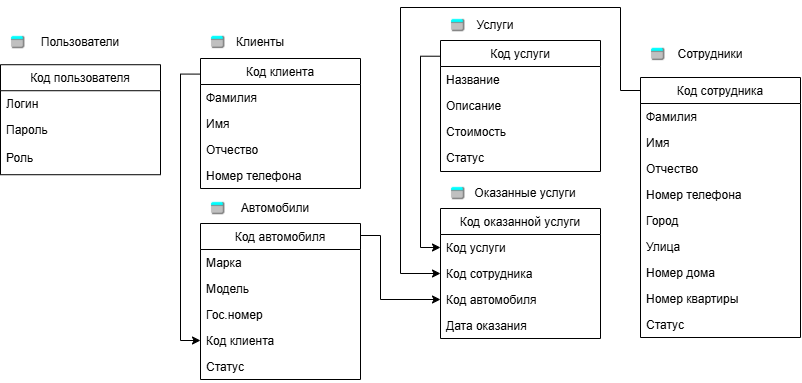 Пользователи
Код пользователя
Логин
Пароль
Роль
Клиенты
Код клиента
Фамилия
Имя
Отчество
Номер телефона
Автомобили
Код автомобиля
Марка
Модель
Гос.номер
Код клиента
Статус
Услуги
Код услуги
Название
Описание
Стоимость
Статус
Оказанные услуги
Код оказанной услуги
Код услуги
Код сотрудника
Код автомобиля
Дата оказания
Сотрудники
Код сотрудника
Фамилия
Имя
Отчество
Номер телефона
Город
Улица
Номер дома
Номер квартиры
Статус